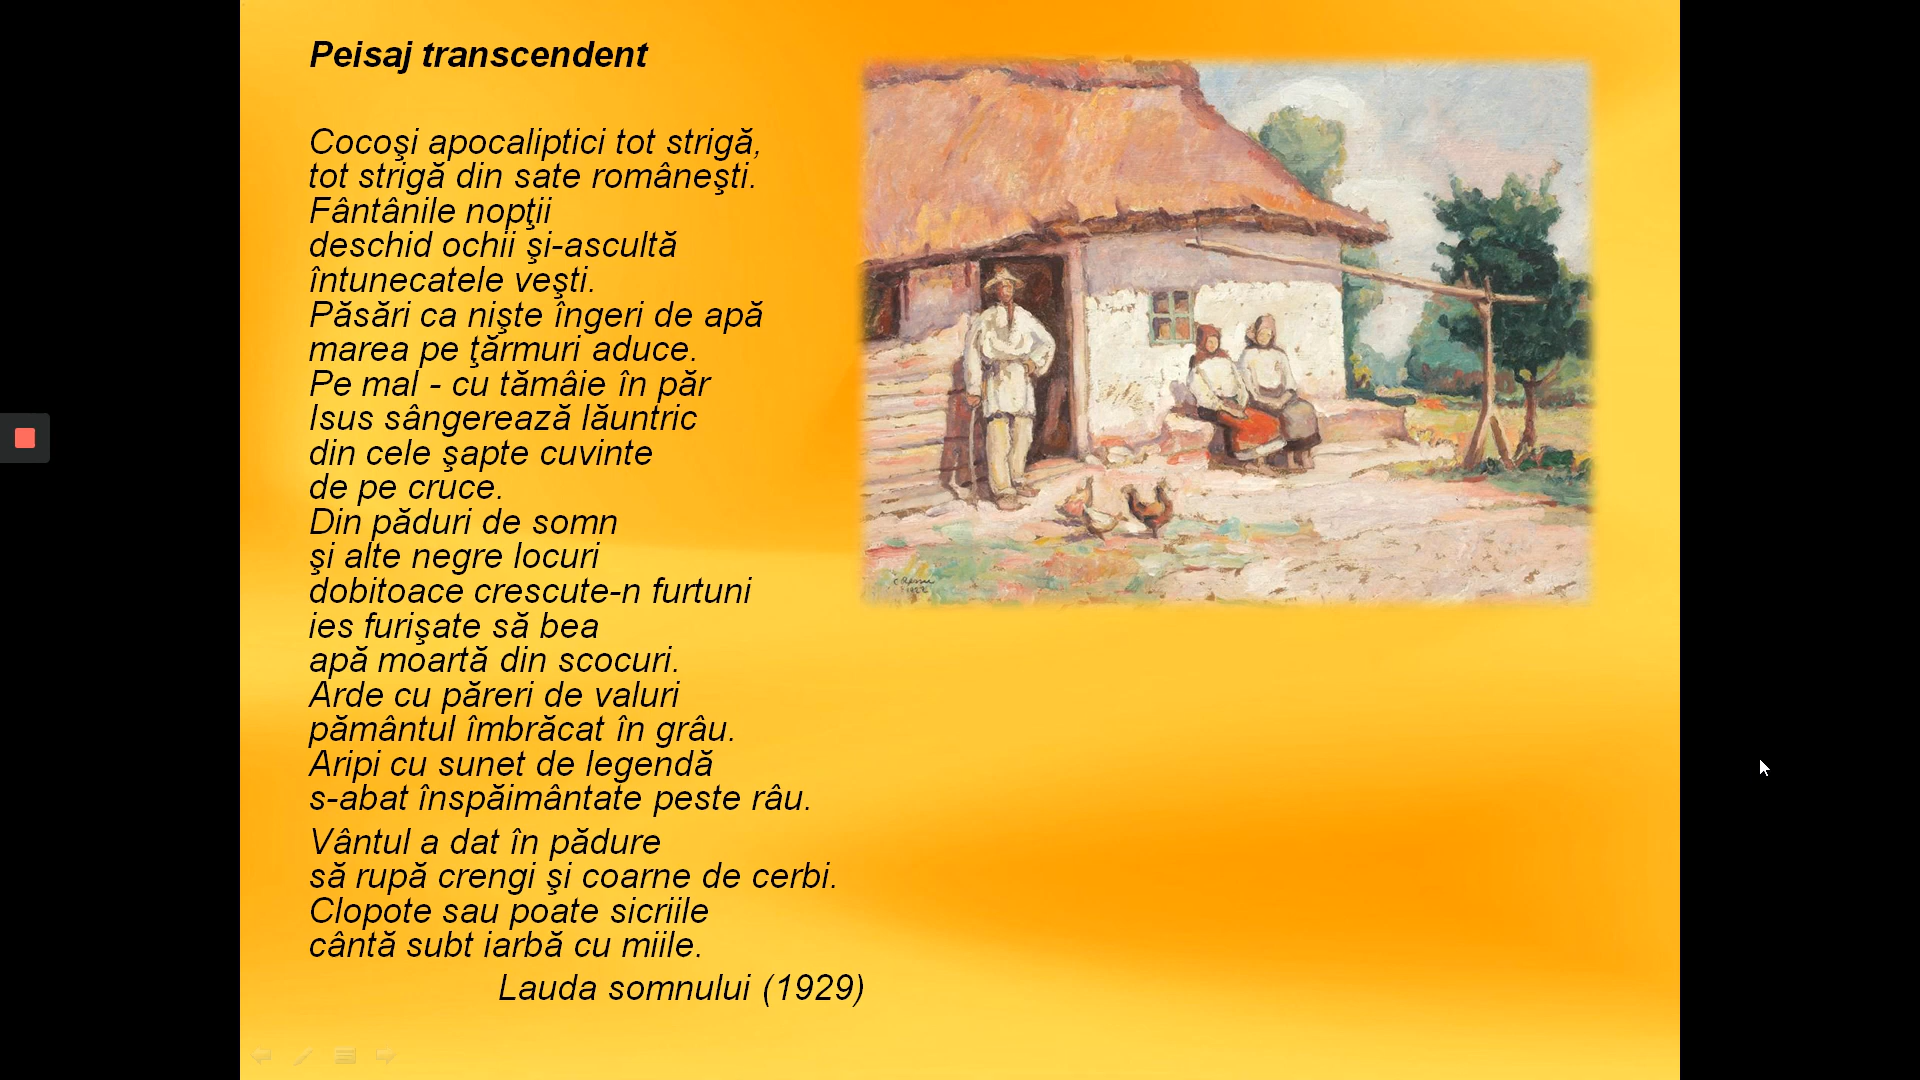 Peisaj transcendent
Cocoşi apocaliptici tot strigă,
tot strigă din sate româneşti.
Fântânile nopţii
deschid ochii şi-ascultă
întunecatele veşti.
Păsări ca nişte îngeri de apă
marea pe ţărmuri aduce.
Pe mal - cu tămâie în păr
Isus sângerează lăuntric
din cele şapte cuvinte
de pe cruce.
Din păduri de somn
şi alte negre locuri
dobitoace crescute-n furtuni
ies furişate să bea
apă moartă din scocuri.
Arde cu păreri de valuri
pământul îmbrăcat în grâu.
Aripi cu sunet de legendă
s-abat înspăimântate peste râu.
Vântul a dat în pădure
să rupă crengi şi coarne de cerbi.
Clopote sau poate sicriile
cântă subt iarbă cu miile.
Lauda somnului (1929)